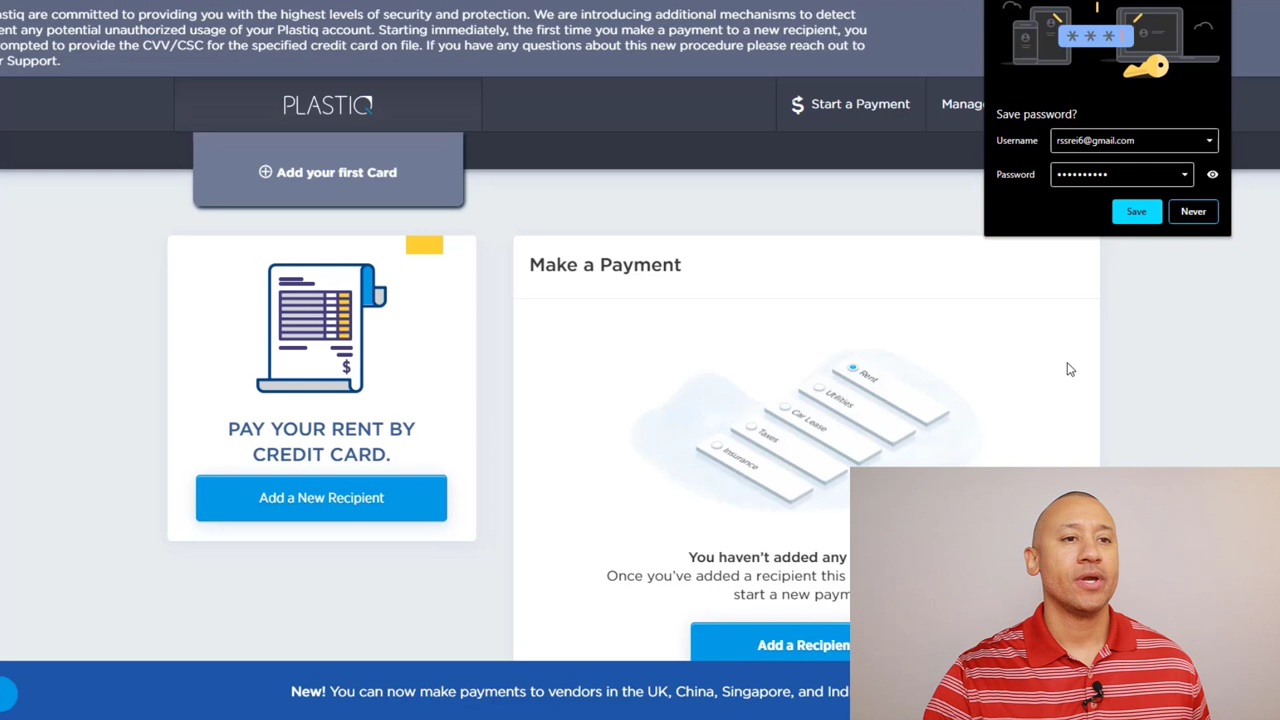 lastiq are committed to providing you with the highest levels of security and protection. We are introducing additional mechanisms to detect
ent any potential unauthorized usage of your Plastiq account. Starting immediately, the first time you make a payment to a new recipient, you
ompted to provide the CVV/CSC for the specified credit card on file. If you have any questions about this new procedure please reach out to
r Support.
PLASTIQ
$ Start a Payment
Manag
Add your first Card
* * *
Save password?
Username rssrei6@gmail.com
Password ••••••••••
Save Never
$
PAY YOUR RENT BY
CREDIT CARD.
Add a New Recipient
Make a Payment
Rent
Utilities
Car Lease
Taxes
Insurance
You haven't added any
Once you've added a recipient this
start a new paym
Add a Recipien
New! You can now make payments to vendors in the UK, China, Singapore, and Ind